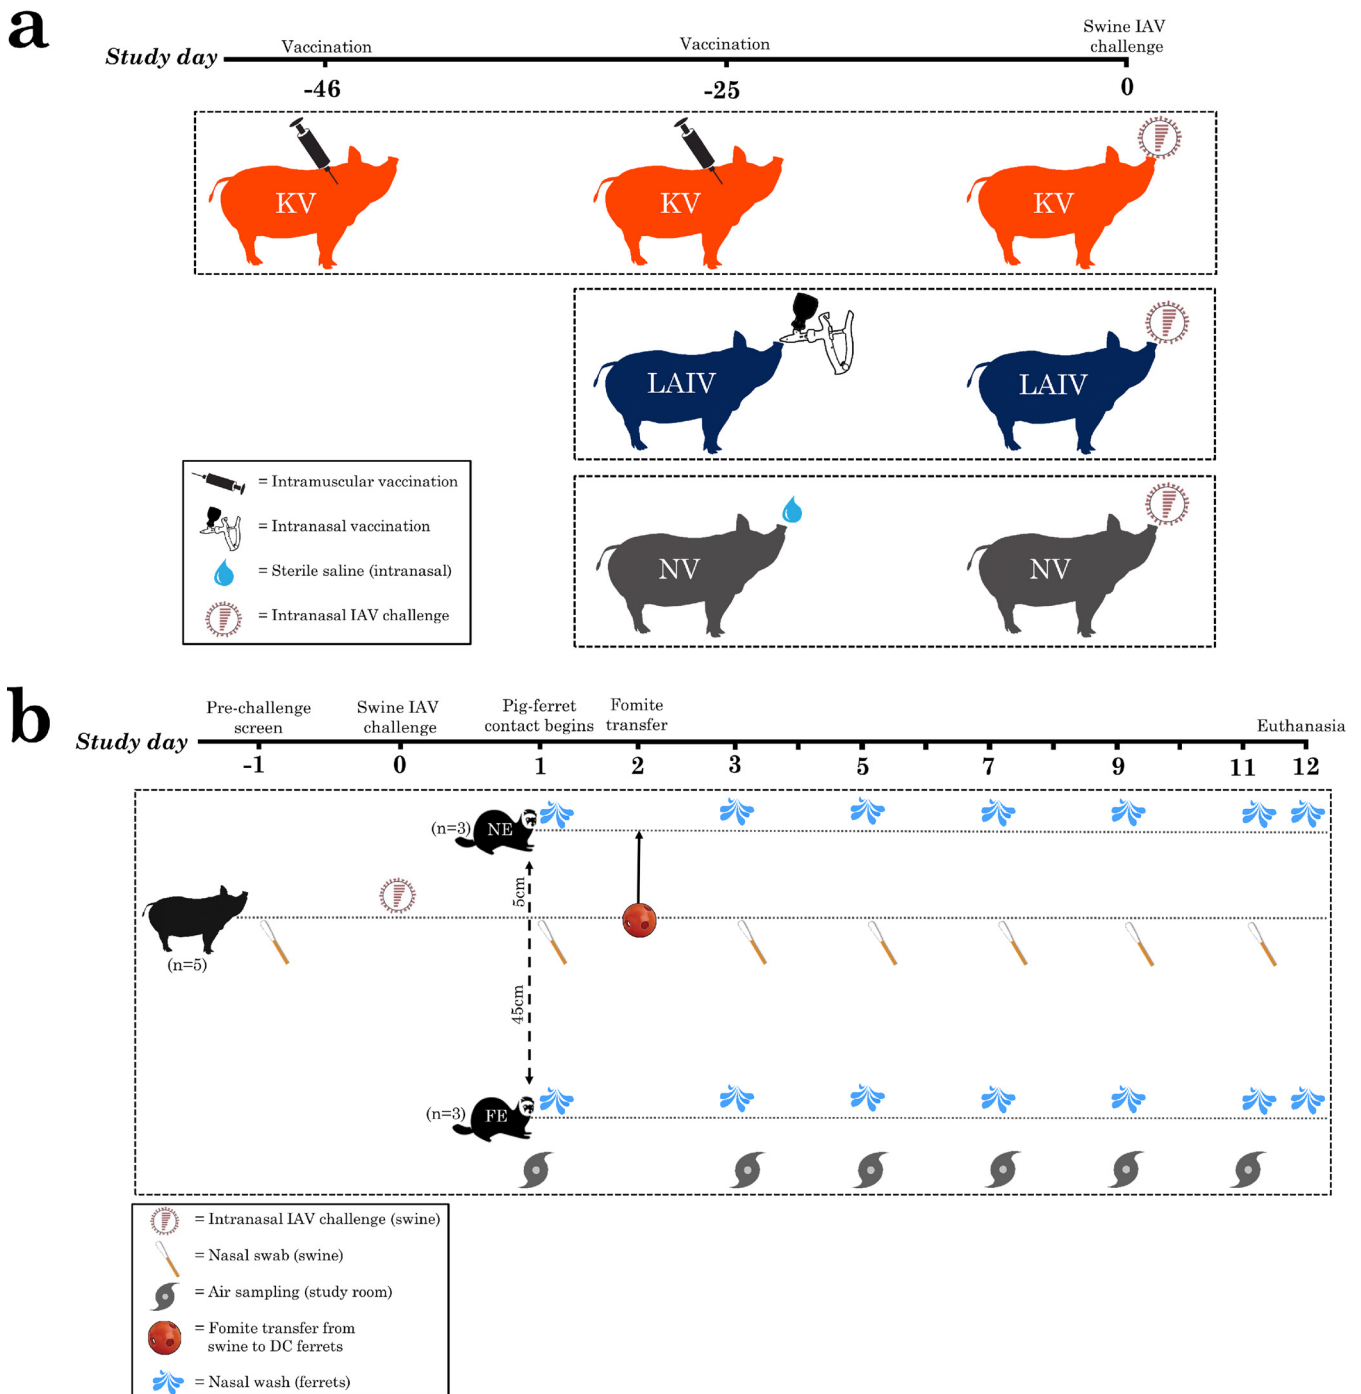 a
Study day
Vaccination
Vaccination
Swine IAV
challenge
-46
-25
0
KV
KV
KV
LAIV
LAIV
NV
NV
= Intramuscular vaccination
= Intranasal vaccination
= Sterile saline (intranasal)
= Intranasal IAV challenge
b
Study day
Pre-challenge
screen
Swine IAV
challenge
Pig-ferret
contact begins
Fomite
transfer
Euthanasia
-1
0
1
2
3
5
7
9
11
12
(n=3)
NE
5cm
(n=5)
45cm
(n=3)
FE
= Intranasal IAV challenge (swine)
= Nasal swab (swine)
= Air sampling (study room)
= Fomite transfer from
swine to DC ferrets
= Nasal wash (ferrets)